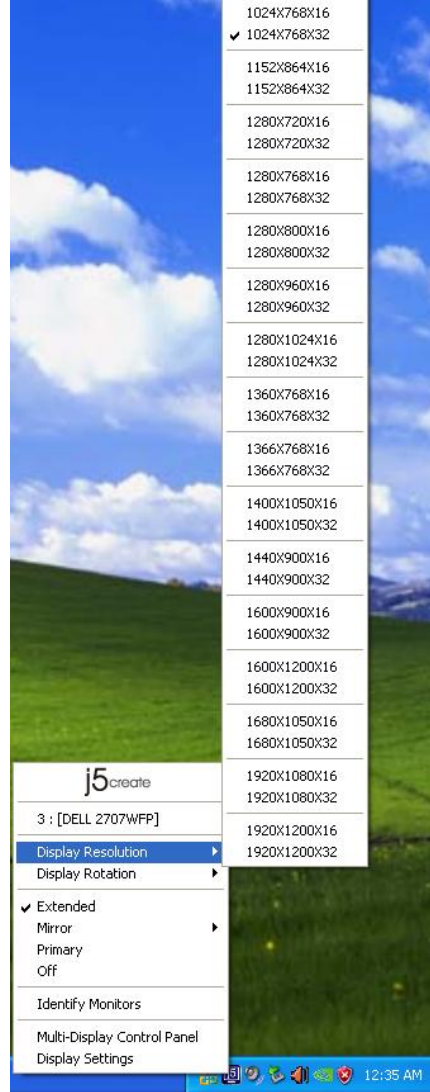 1024X768X16
1024X768X32
1152X864X16
1152X864X32
1280X720X16
1280X720X32
1280X768X16
1280X768X32
1280X800X16
1280X800X32
1280X960X16
1280X960X32
1280X1024X16
1280X1024X32
1360X768X16
1360X768X32
1366X768X16
1366X768X32
1400X1050X16
1400X1050X32
1440X900X16
1440X900X32
1600X900X16
1600X900X32
1600X1200X16
1600X1200X32
1680X1050X16
1680X1050X32
1920X1080X16
1920X1080X32
1920X1200X16
1920X1200X32
j5create
3 : [DELL 2707WFP]
Display Resolution
Display Rotation
Extended
Mirror
Primary
Off
Identify Monitors
Multi-Display Control Panel
Display Settings
12:35 AM